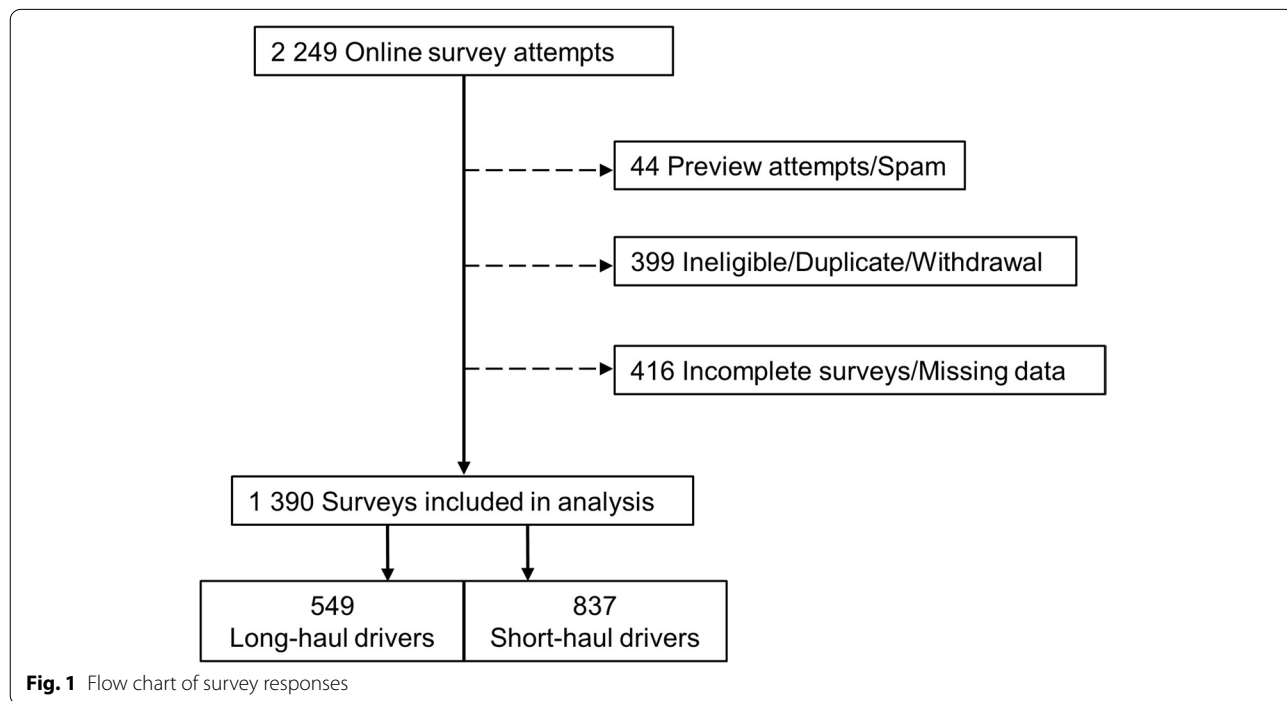 2 249 Online survey attempts
44 Preview attempts/Spam
399 Ineligible/Duplicate/Withdrawal
416 Incomplete surveys/Missing data
1 390 Surveys included in analysis
549
Long-haul drivers
837
Short-haul drivers
Fig. 1 Flow chart of survey responses